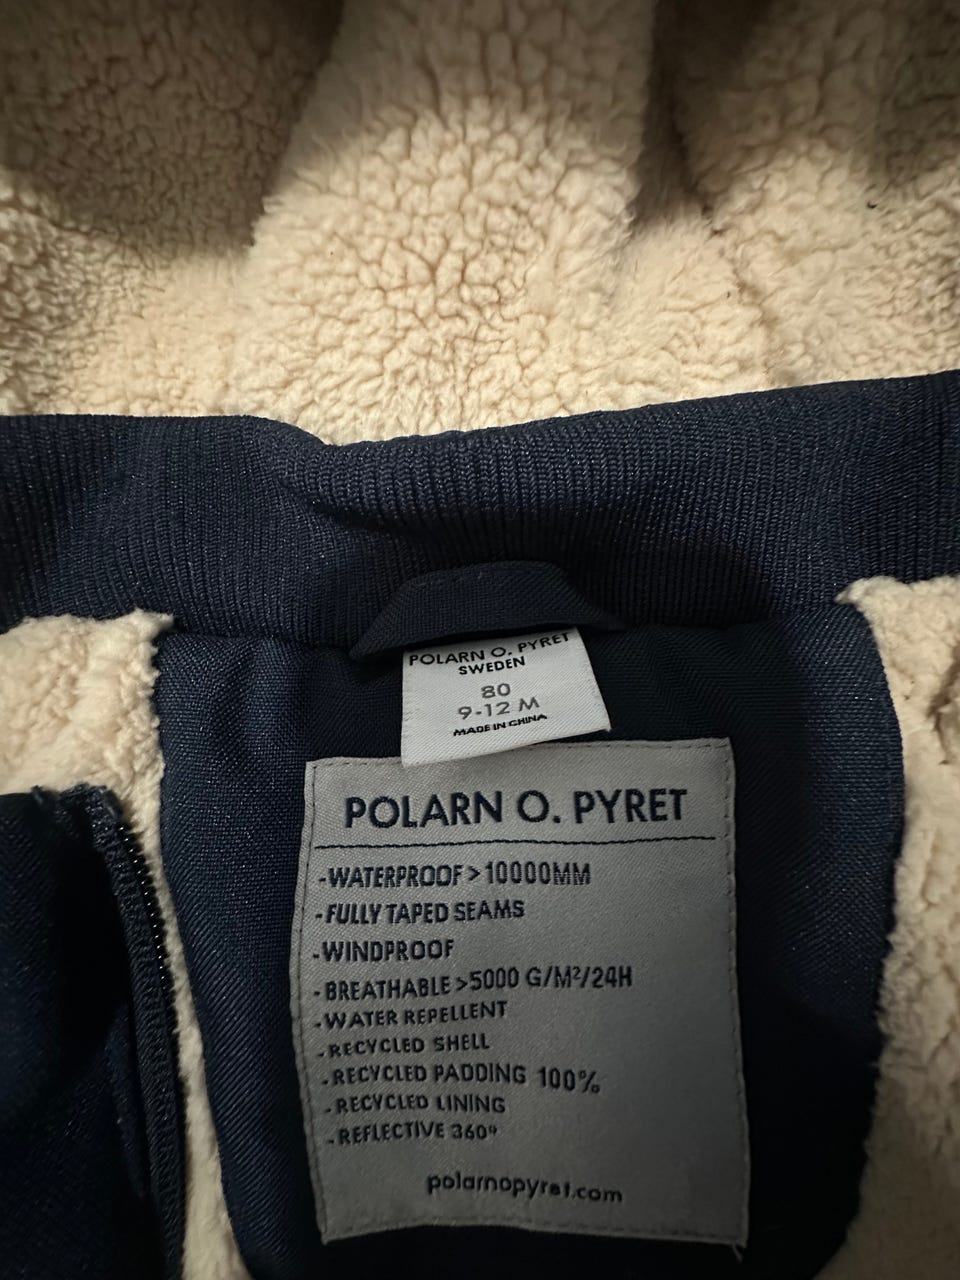 POLARN O. PYRET
SWEDEN
80
9-12 M
MADE IN CHINA
POLARN O. PYRET
-WATERPROOF>10000MM
-FULLY TAPED SEAMS
-WINDPROOF
-BREATHABLE>5000 G/M²/24H
-WATER REPELLENT
-RECYCLED SHELL
-RECYCLED PADDING 100%
-RECYCLED LINING
-REFLECTIVE 360°
polarnopyret.com